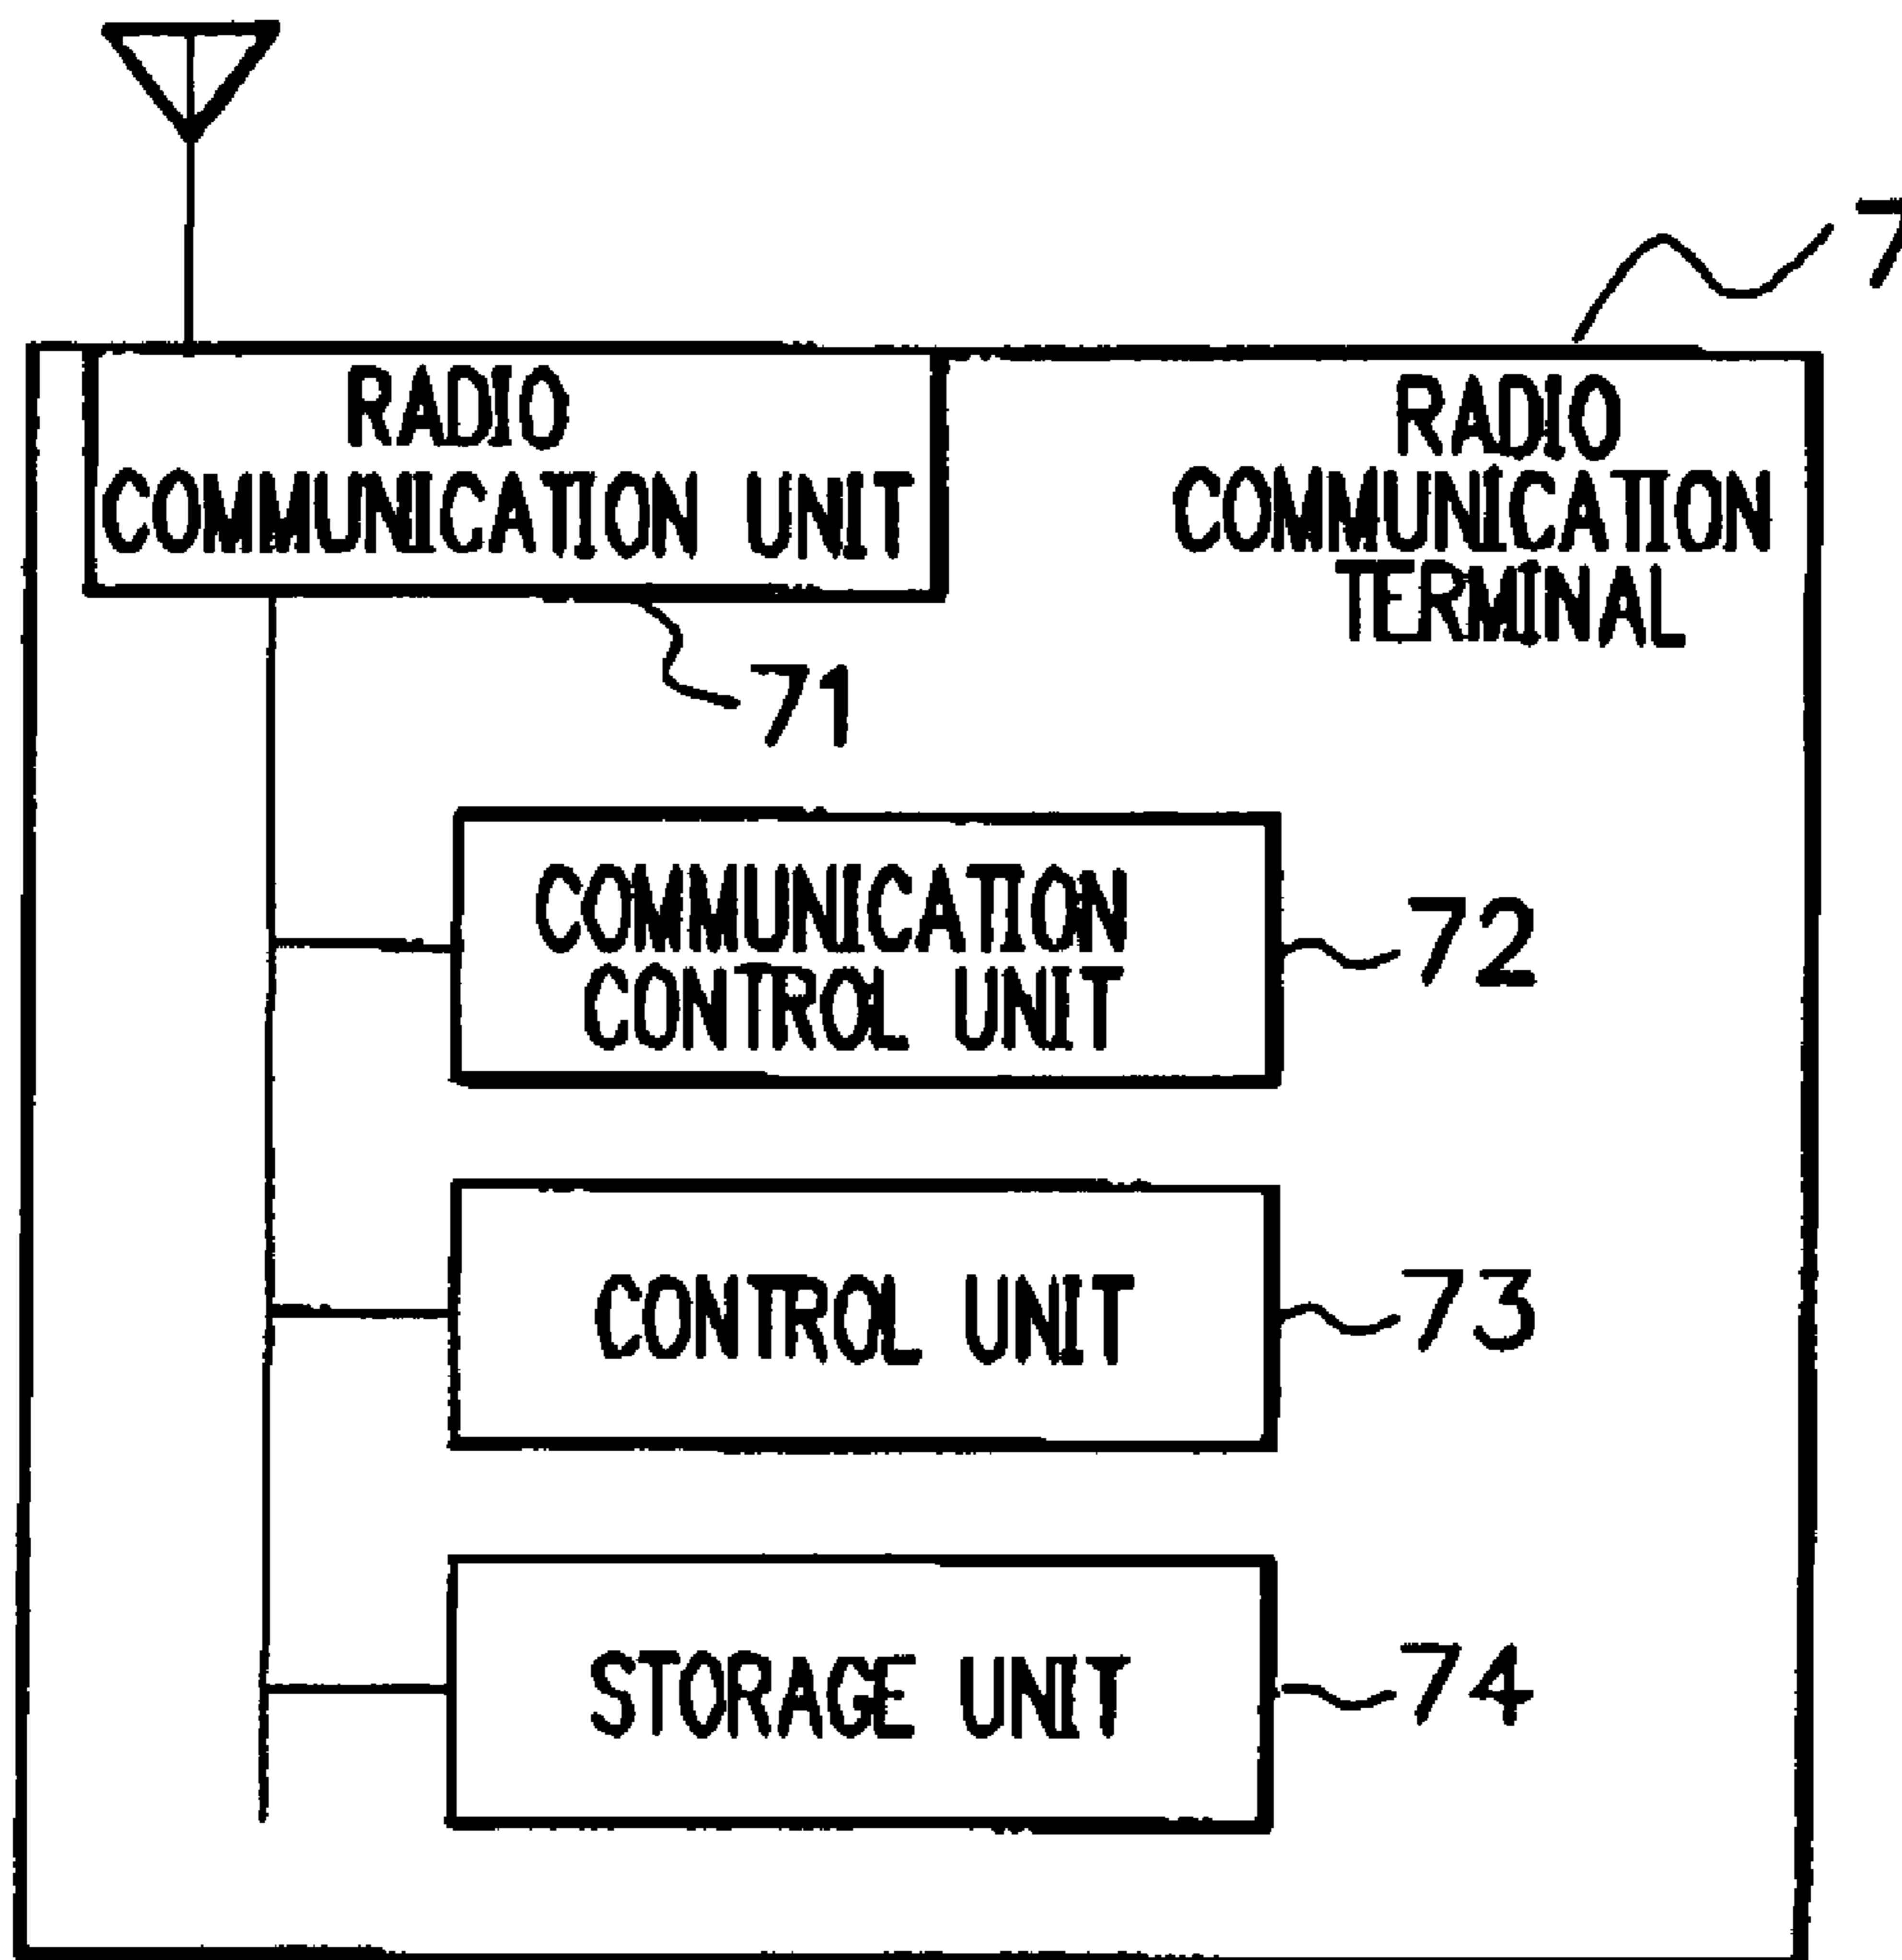 7
RADIO
COMMUNICATION UNIT
RADIO
COMMUNICATION
TERMINAL
71
COMMUNICATION
CONTROL UNIT
72
CONTROL UNIT
73
STORAGE UNIT
74